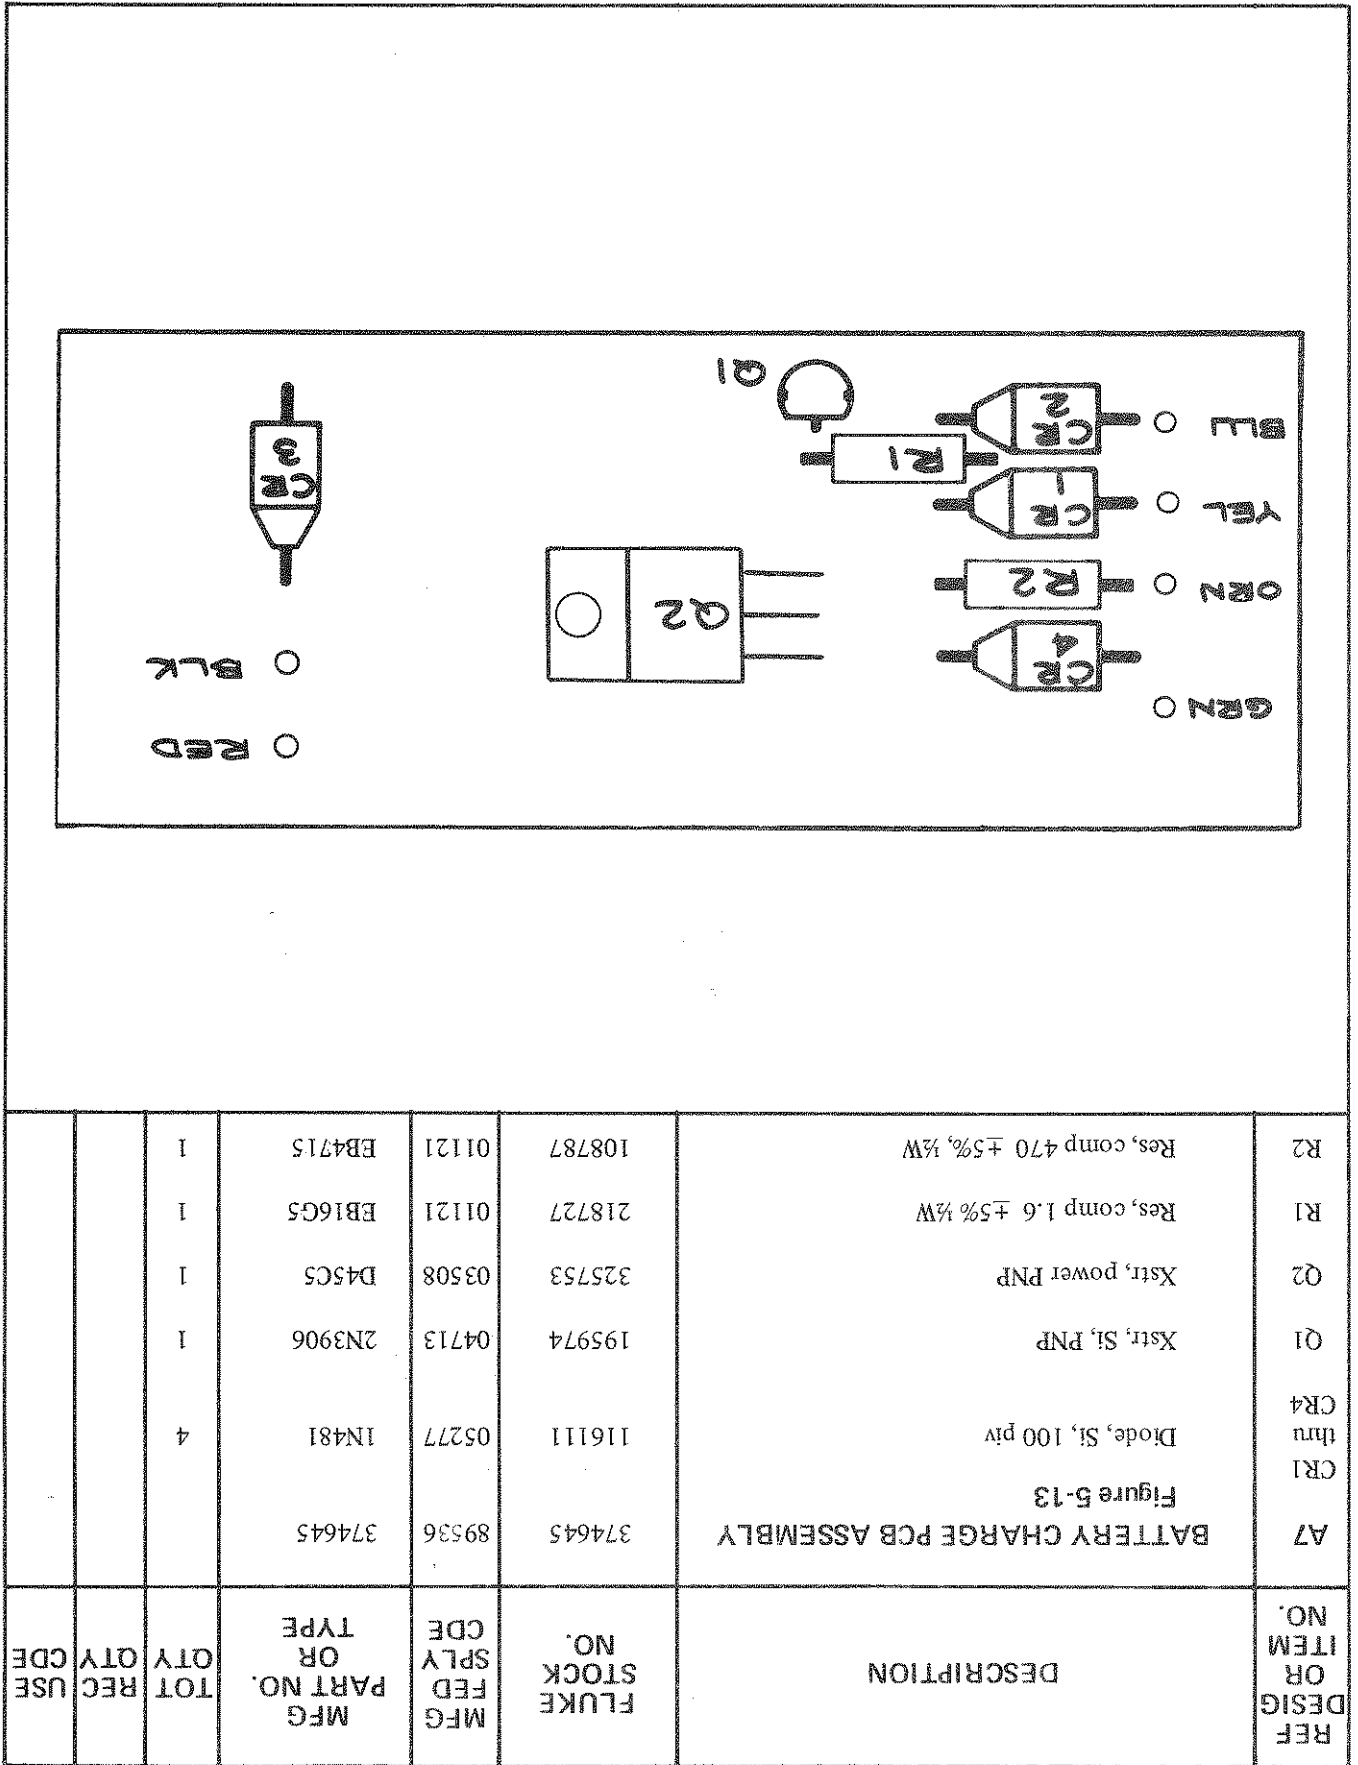 REF DESIG OR ITEM NO.
DESCRIPTION
FLUKE STOCK NO.
MFG FED SPLY CDE
MFG PART NO. OR TYPE
TOT QTY
REC QTY
USE CDE
A7 BATTERY CHARGE PCB ASSEMBLY 374645 89536 374645
Figure 5-13
CR1 thru CR4 Diode, Si, 100 piv 116111 05277 1N481 4
Q1 Xstr, Si, PNP 195974 04713 2N3906 1
Q2 Xstr, power PNP 325753 03508 D45C5 1
R1 Res, comp 1.6 ±5% ½W 218727 01121 EB16G5 1
R2 Res, comp 470 ±5%, ½W 108787 01121 EB4715 1
GRN
ORN
YEL
BLU
CR 4
R2
CR 1
CR 2
R1
Q1
Q2
RED
BLK
CR 3